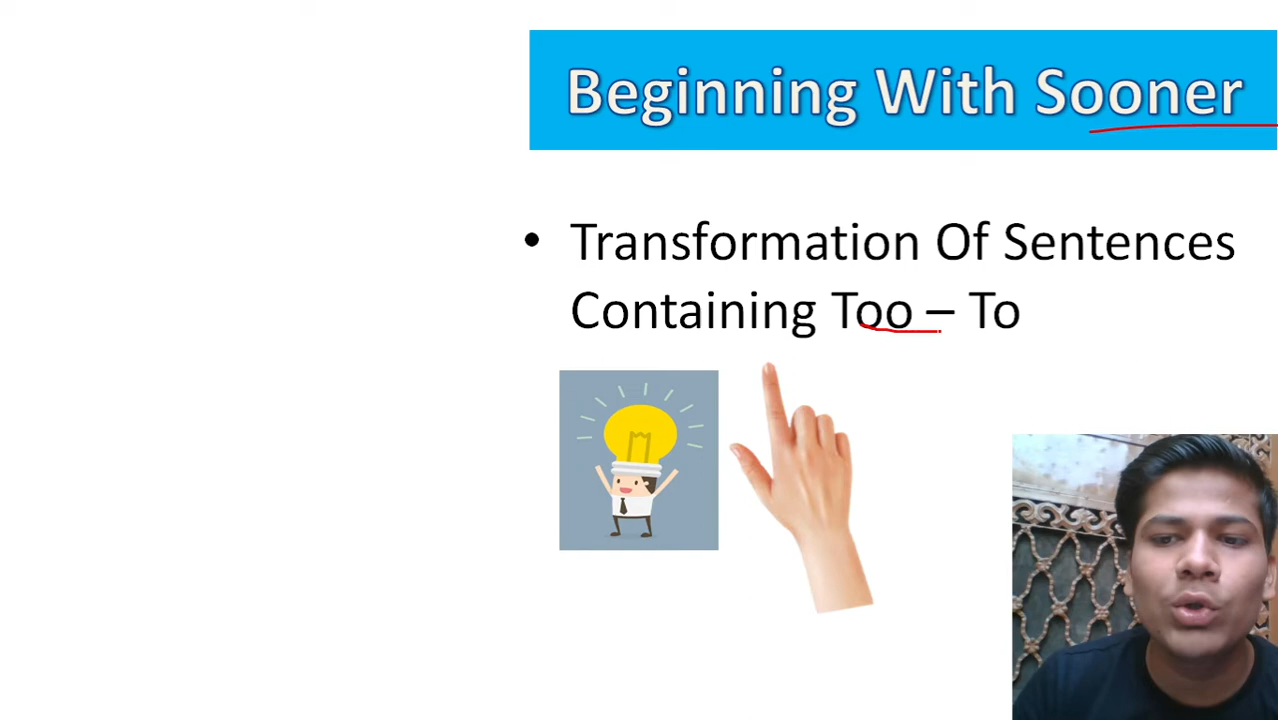 Beginning With Sooner
• Transformation Of Sentences
Containing Too – To